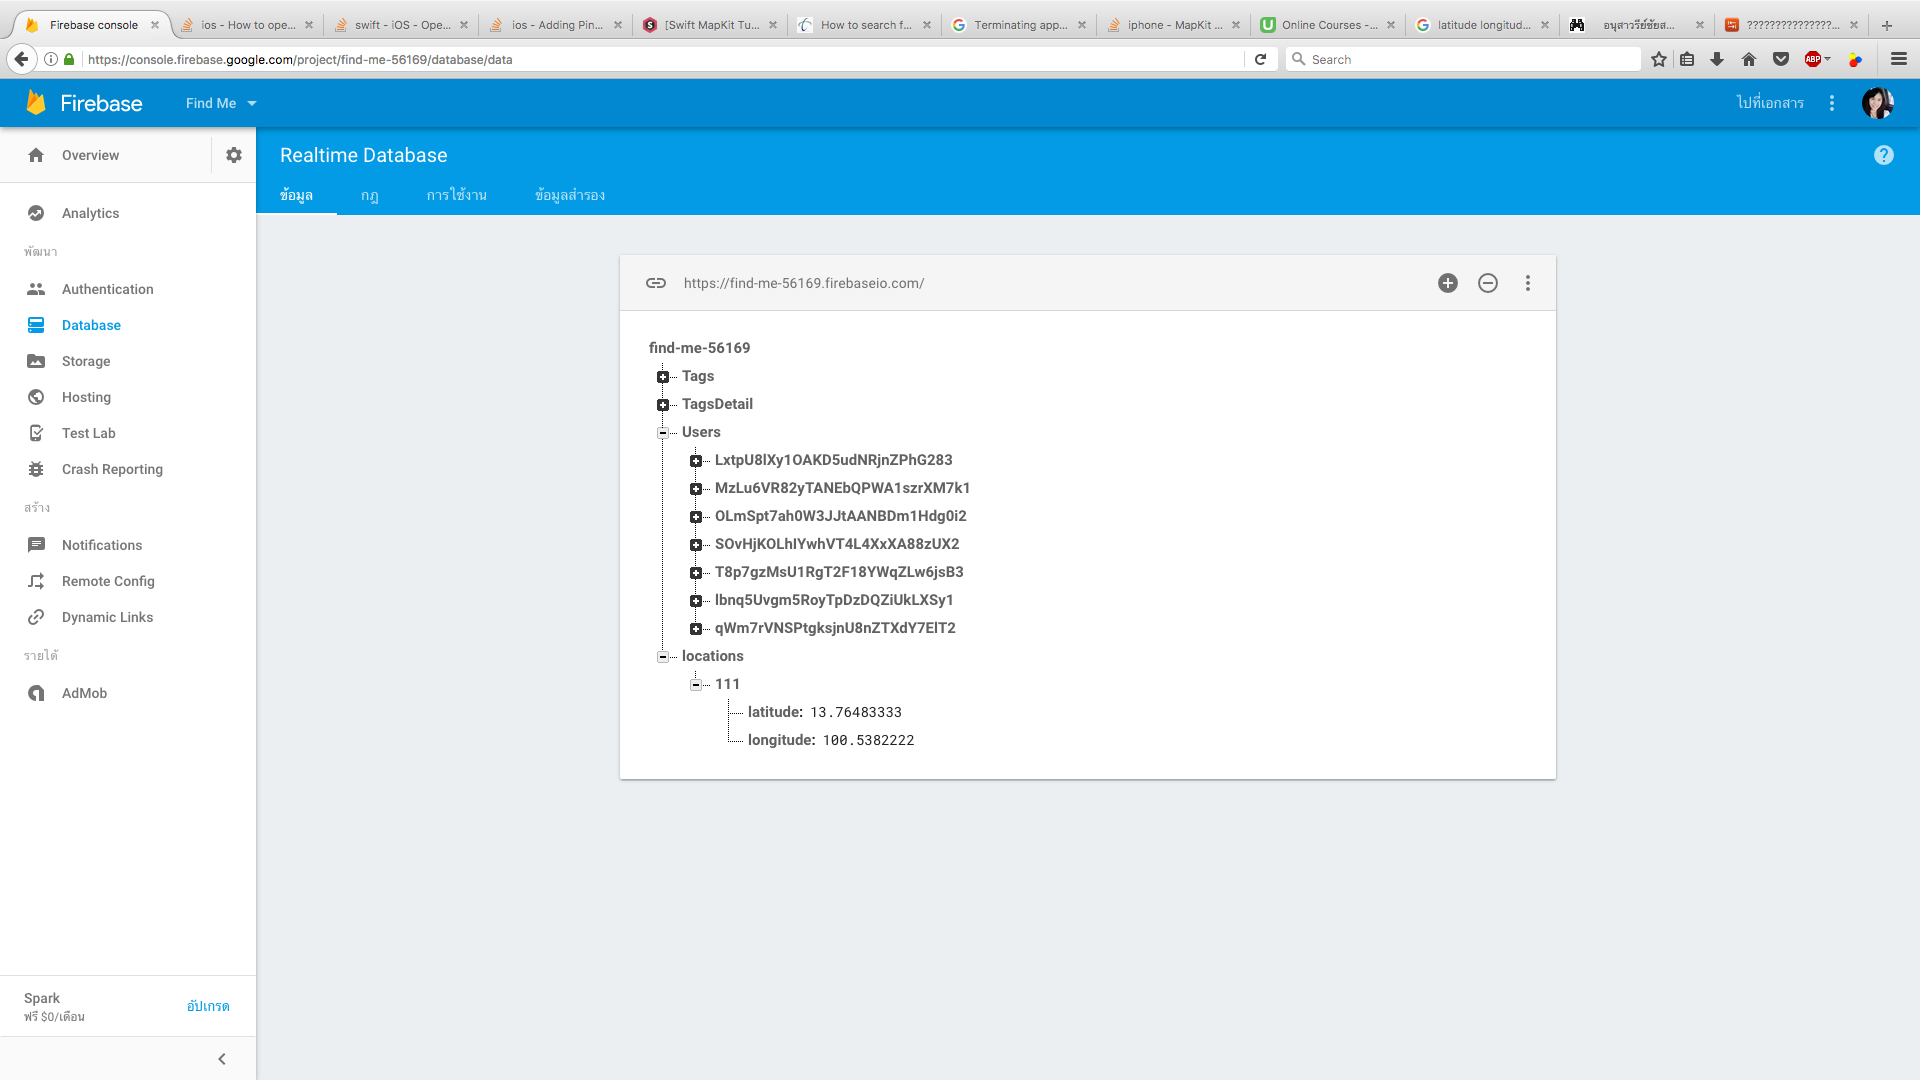 Firebase console
ios - How to ope...
swift - iOS - Ope...
ios - Adding Pin...
[Swift MapKit Tu...
How to search f...
Terminating app...
iphone - MapKit ...
Online Courses -...
latitude longitud...
อนุสาวรีย์ชัยส...
???????????????...
https://console.firebase.google.com/project/find-me-56169/database/data
Search
ABP
Firebase
Find Me
ไปที่เอกสาร
Overview
Realtime Database
ข้อมูล
กฎ
การใช้งาน
ข้อมูลสำรอง
Analytics
พัฒนา
Authentication
Database
Storage
Hosting
Test Lab
Crash Reporting
สร้าง
Notifications
Remote Config
Dynamic Links
รายได้
AdMob
Spark
ฟรี $0/เดือน
อัปเกรด
https://find-me-56169.firebaseio.com/
find-me-56169
Tags
TagsDetail
Users
LxtpU8lXy1OAKD5udNRjnZPhG283
MzLu6VR82yTANEbQPWA1szrXM7k1
OLmSpt7ah0W3JJtAANBDm1Hdg0i2
SOvHjKOLhIYwhVT4L4XxXA88zUX2
T8p7gzMsU1RgT2F18YWqZLw6jsB3
lbnq5Uvgm5RoyTpDzDQZiUkLXSy1
qWm7rVNSPtgksjnU8nZTXdY7ElT2
locations
111
latitude: 13.76483333
longitude: 100.5382222